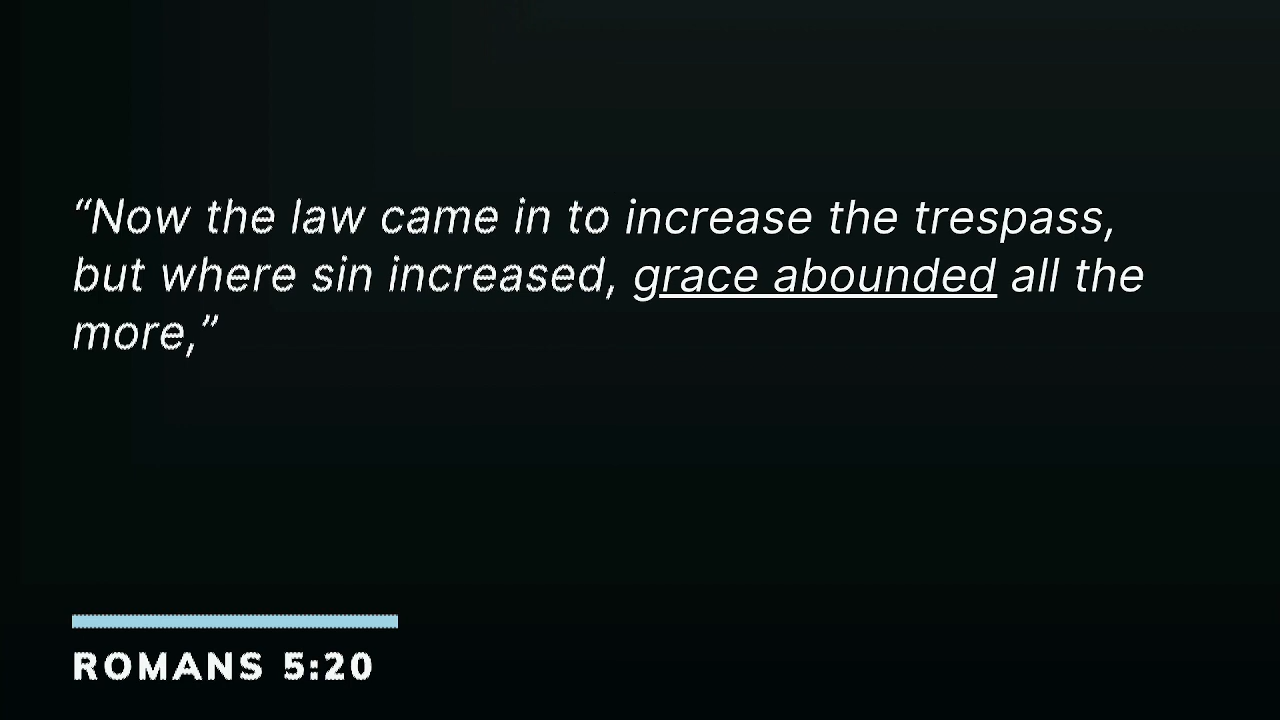 “Now the law came in to increase the trespass,
but where sin increased, grace abounded all the
more,”
ROMANS 5:20